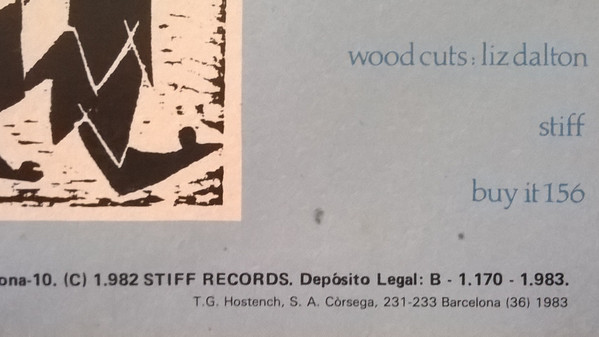 wood cuts: liz dalton
stiff
buy it 156
ona-10. (C) 1.982 STIFF RECORDS. Depósito Legal: B - 1.170 - 1.983.
T.G. Hostench, S. A. Còrsega, 231-233 Barcelona (36) 1983